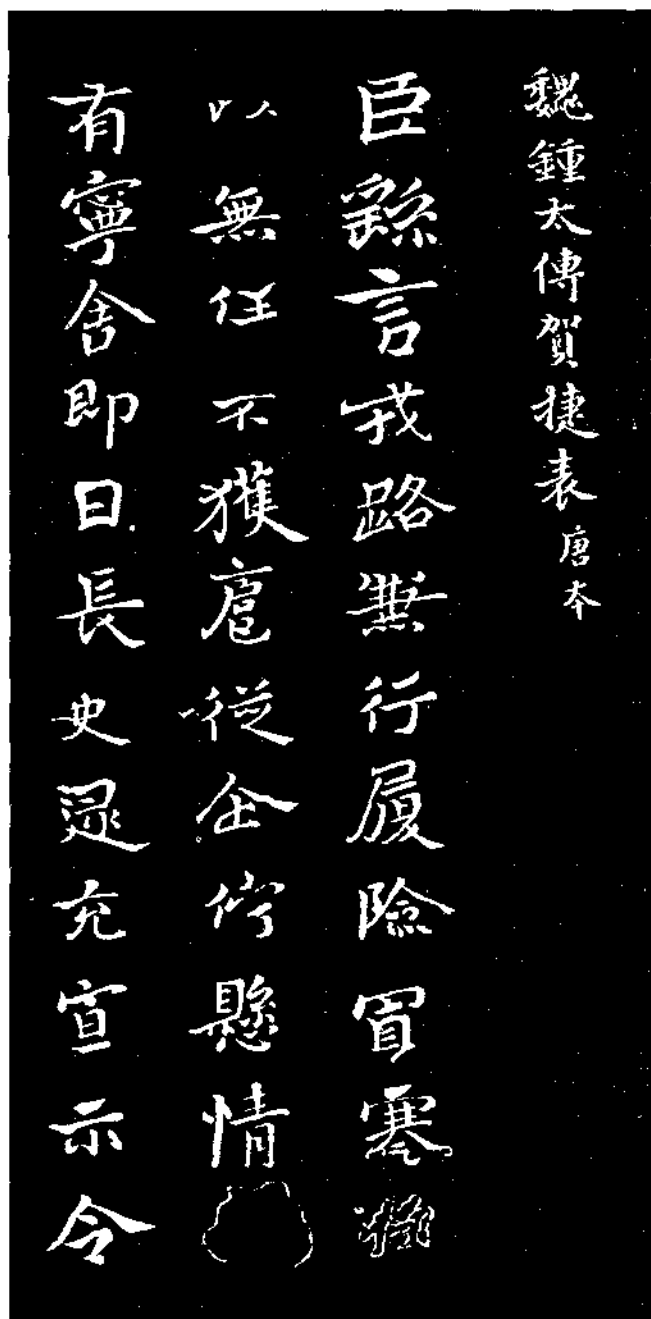 魏鍾太傅賀捷表 唐本
臣繇言戎路兼行履險冒寒
以無任不獲扈從企佇懸情
有寧舍即日長史逯充宣示令